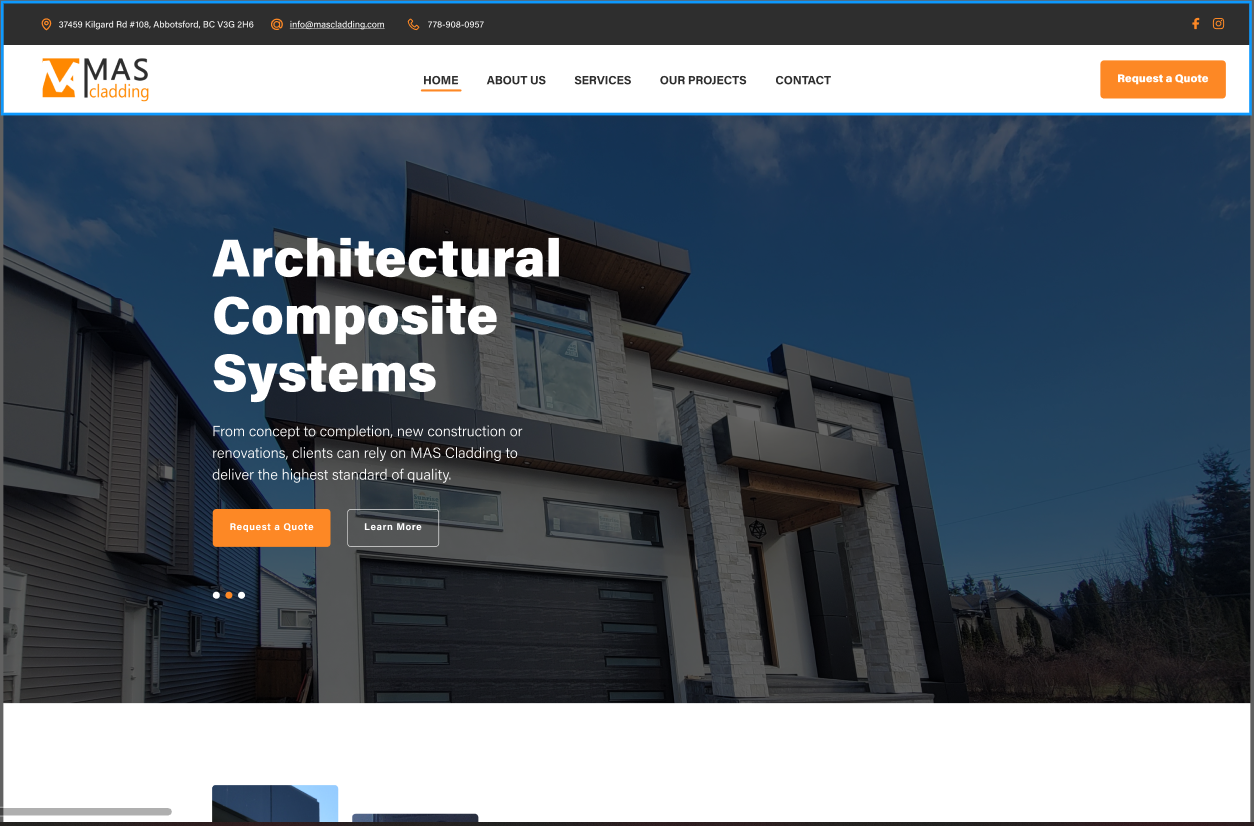 37459 Kilgard Rd #108, Abbotsford, BC V3G 2H6 info@mascladding.com 778-908-0957
MAS
cladding
HOME ABOUT US SERVICES OUR PROJECTS CONTACT
Request a Quote
Architectural
Composite
Systems
From concept to completion, new construction or
renovations, clients can rely on MAS Cladding to
deliver the highest standard of quality.
Request a Quote Learn More